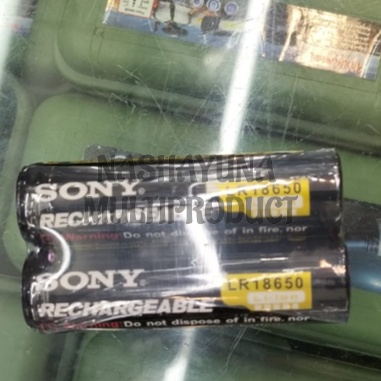 SONY
LR18650
RECHARGEABLE
Warning: Do not dispose of in fire, nor
NASHAYUNA
MULTIPRODUCT
SONY
LR18650
RECHARGEABLE
Warning: Do not dispose of in fire, nor